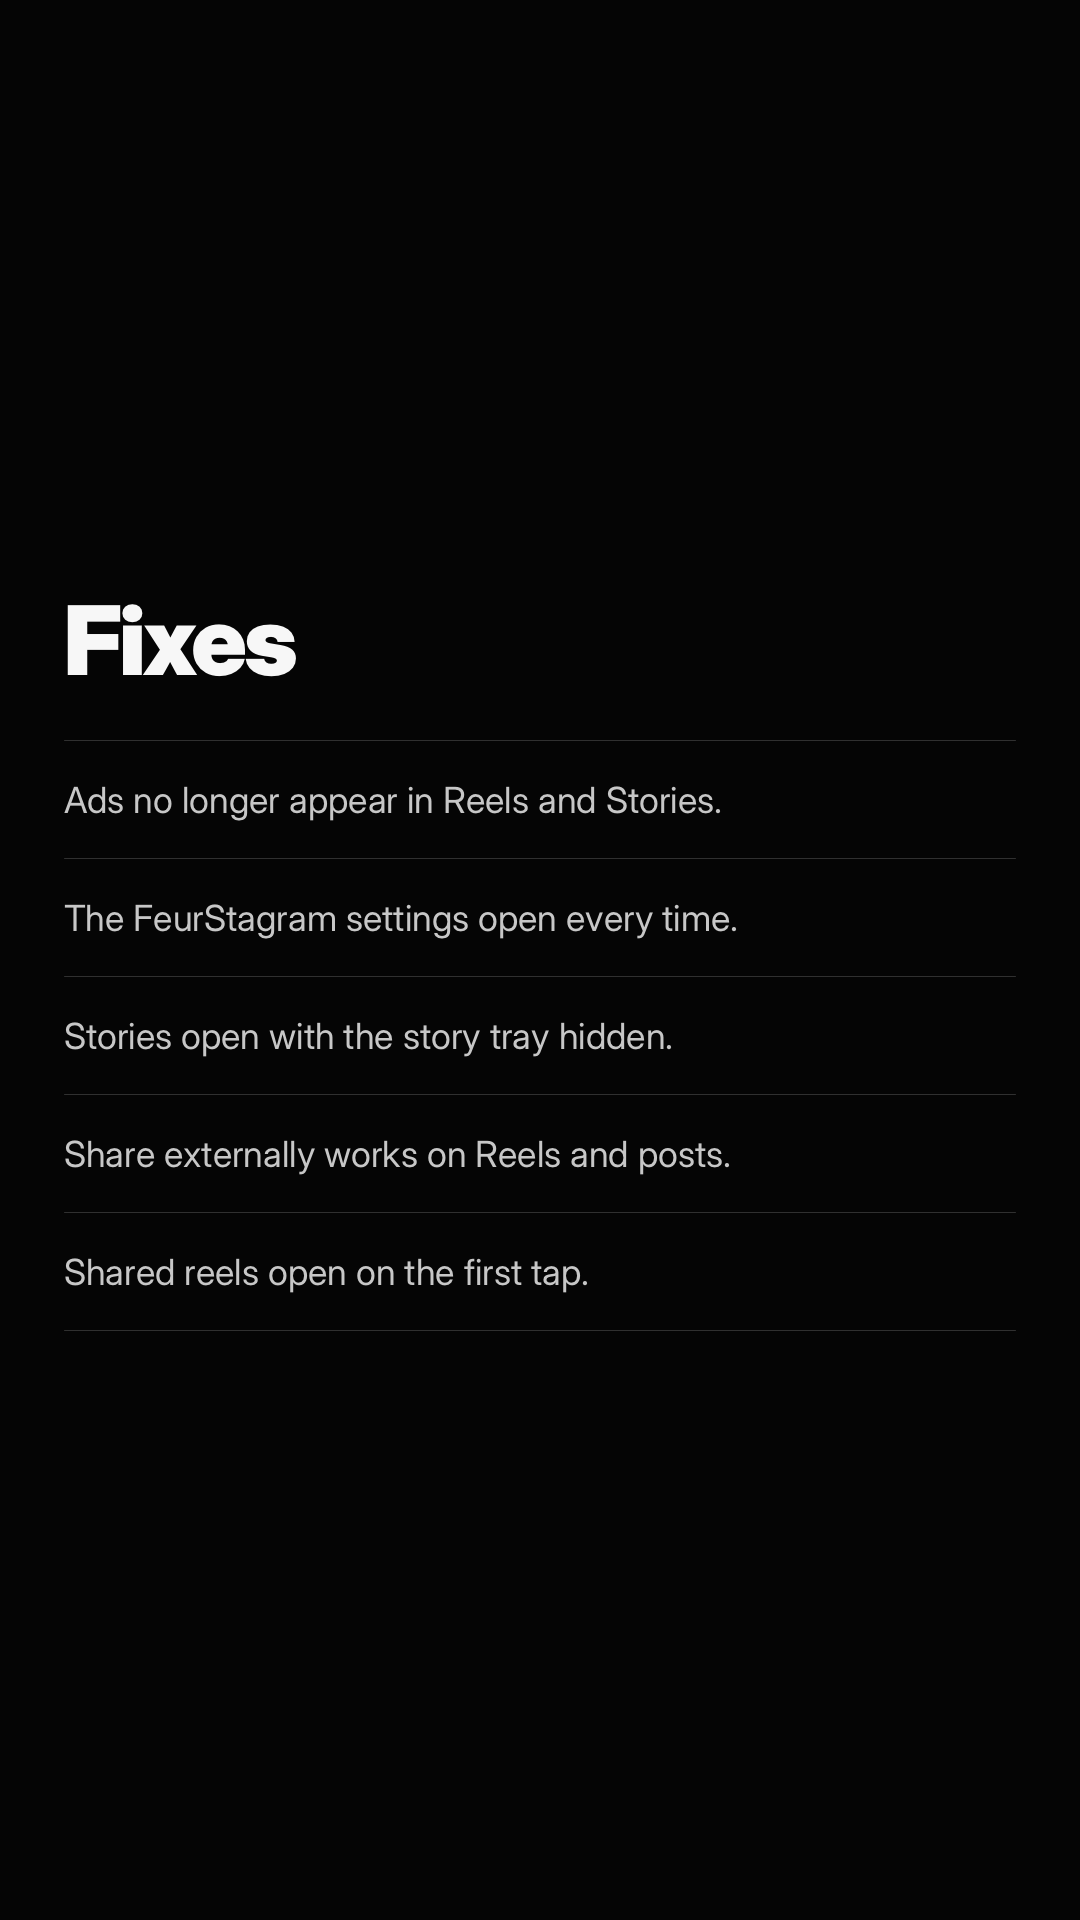 Fixes
Ads no longer appear in Reels and Stories.
The FeurStagram settings open every time.
Stories open with the story tray hidden.
Share externally works on Reels and posts.
Shared reels open on the first tap.